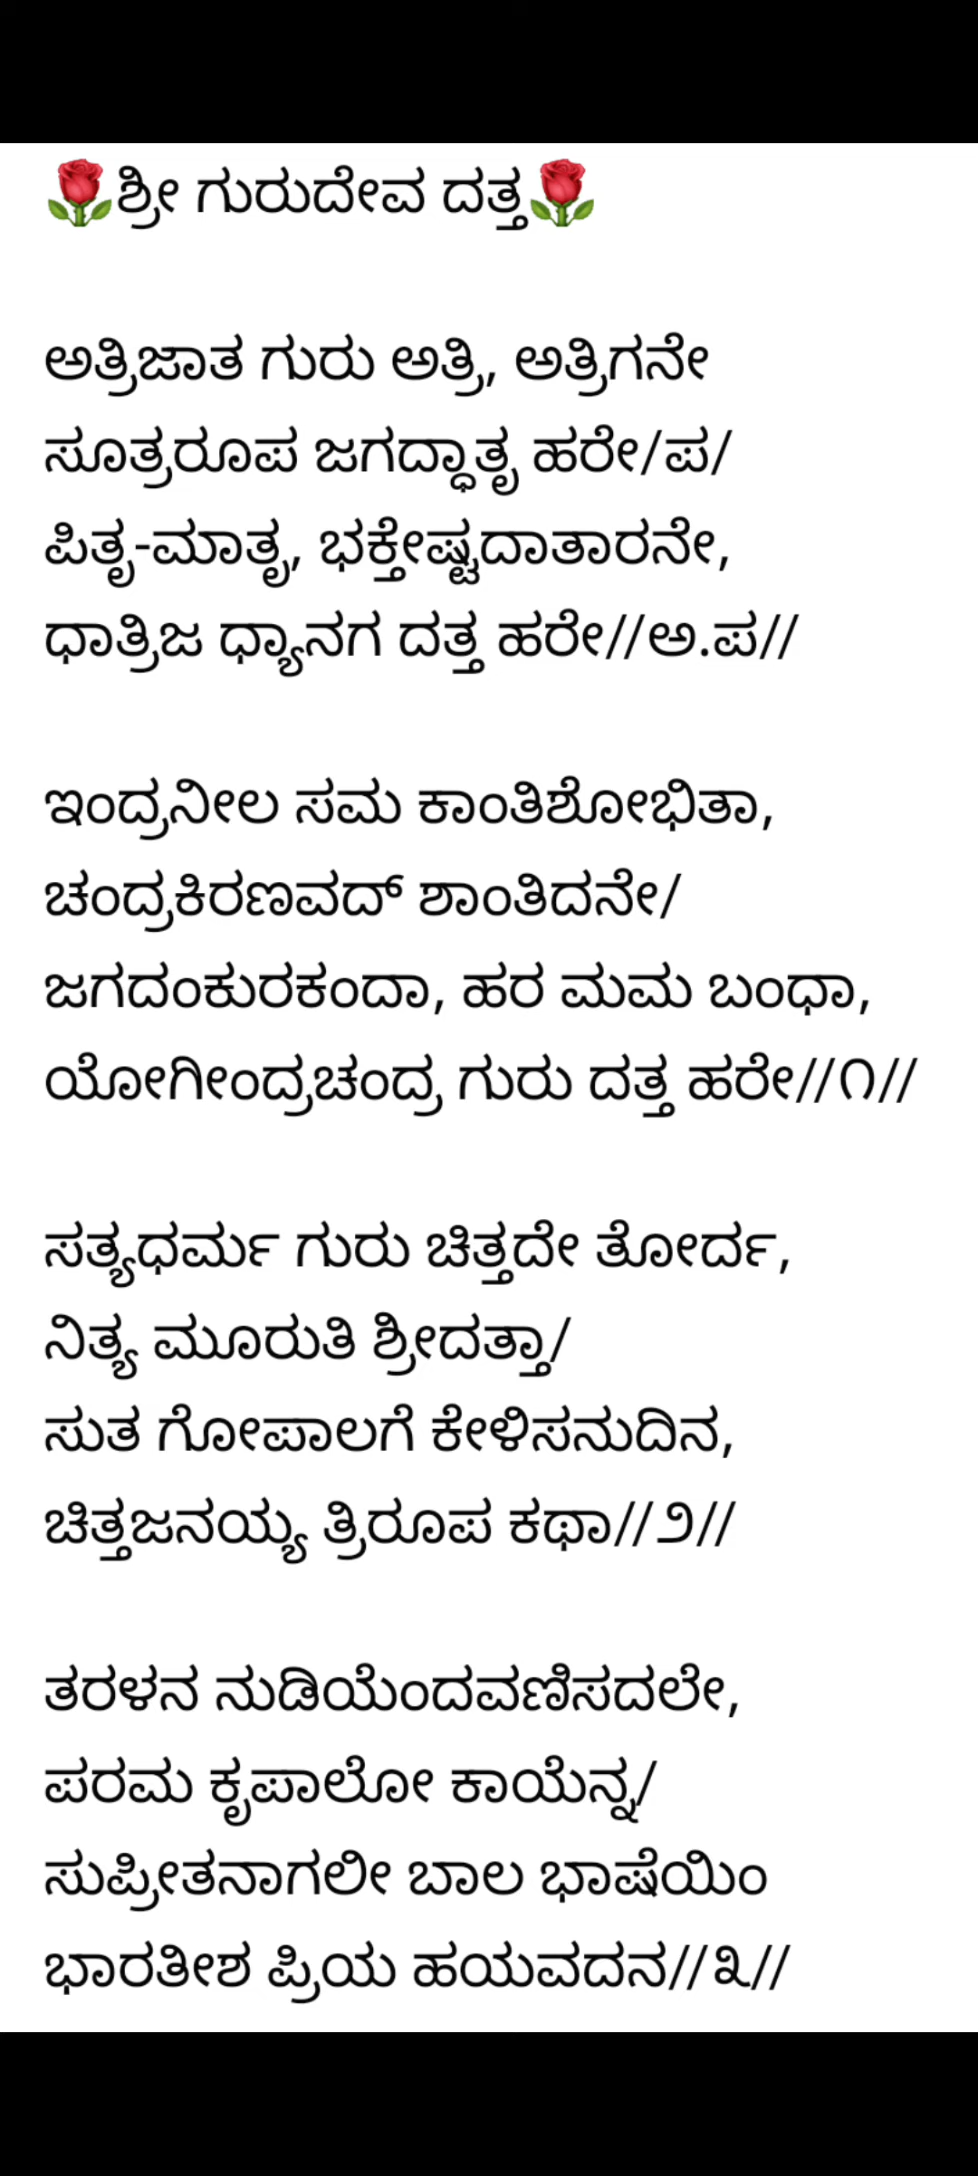 🌹ಶ್ರೀ ಗುರುದೇವ ದತ್ತ🌹
ಅತ್ರಿಜಾತ ಗುರು ಅತ್ರಿ, ಅತ್ರಿಗನೇ
ಸೂತ್ರರೂಪ ಜಗದ್ಧಾತೃ ಹರೇ/ಪ/
ಪಿತೃ-ಮಾತೃ, ಭಕ್ತೇಷ್ಟದಾತಾರನೇ,
ಧಾತ್ರಿಜ ಧ್ಯಾನಗ ದತ್ತ ಹರೇ//ಅ.ಪ//
ಇಂದ್ರನೀಲ ಸಮ ಕಾಂತಿಶೋಭಿತಾ,
ಚಂದ್ರಕಿರಣವದ್ ಶಾಂತಿದನೇ/
ಜಗದಂಕುರಕಂದಾ, ಹರ ಮಮ ಬಂಧಾ,
ಯೋಗೀಂದ್ರಚಂದ್ರ ಗುರು ದತ್ತ ಹರೇ//೧//
ಸತ್ಯಧರ್ಮ ಗುರು ಚಿತ್ತದೇ ತೋರ್ದ,
ನಿತ್ಯ ಮೂರುತಿ ಶ್ರೀದತ್ತಾ/
ಸುತ ಗೋಪಾಲಗೆ ಕೇಳಿಸನುದಿನ,
ಚಿತ್ತಜನಯ್ಯ ತ್ರಿರೂಪ ಕಥಾ//೨//
ತರಳನ ನುಡಿಯೆಂದವಣಿಸದಲೇ,
ಪರಮ ಕೃಪಾಲೋ ಕಾಯೆನ್ನ/
ಸುಪ್ರೀತನಾಗಲೀ ಬಾಲ ಭಾಷೆಯಿಂ
ಭಾರತೀಶ ಪ್ರಿಯ ಹಯವದನ//೩//